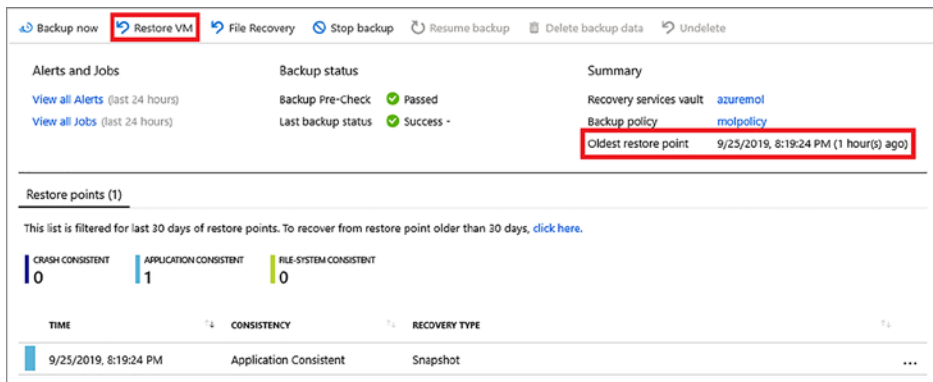 Backup now Restore VM File Recovery Stop backup Resume backup Delete backup data Undelete
Alerts and Jobs Backup status Summary
View all Alerts (last 24 hours) Backup Pre-Check Passed Recovery services vault azuremol
View all Jobs (last 24 hours) Last backup status Success - Backup policy molpolicy
Oldest restore point 9/25/2019, 8:19:24 PM (1 hour(s) ago)
Restore points (1)
This list is filtered for last 30 days of restore points. To recover from restore point older than 30 days, click here.
CRASH CONSISTENT APPLICATION CONSISTENT FILE-SYSTEM CONSISTENT
0 1 0
TIME CONSISTENCY RECOVERY TYPE
9/25/2019, 8:19:24 PM Application Consistent Snapshot ...